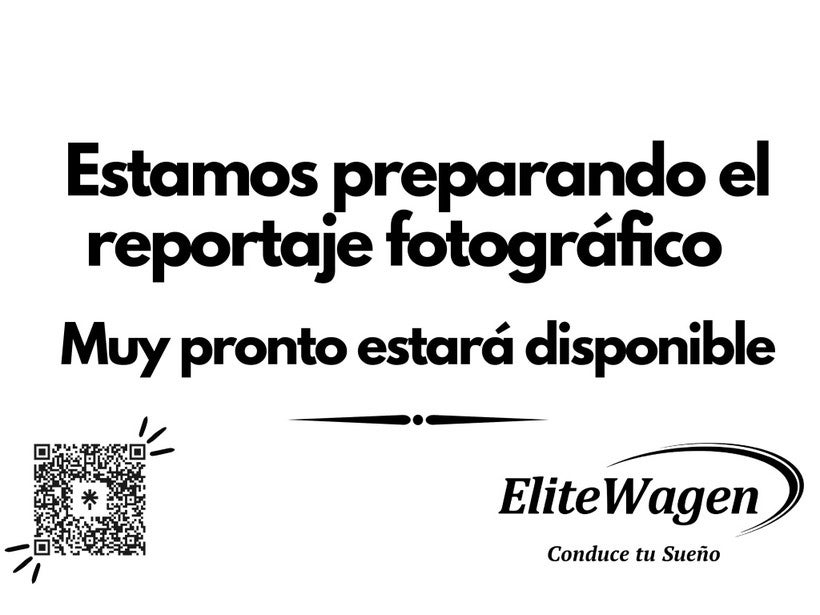 Estamos preparando el
reportaje fotográfico
Muy pronto estará disponible
EliteWagen
Conduce tu Sueño